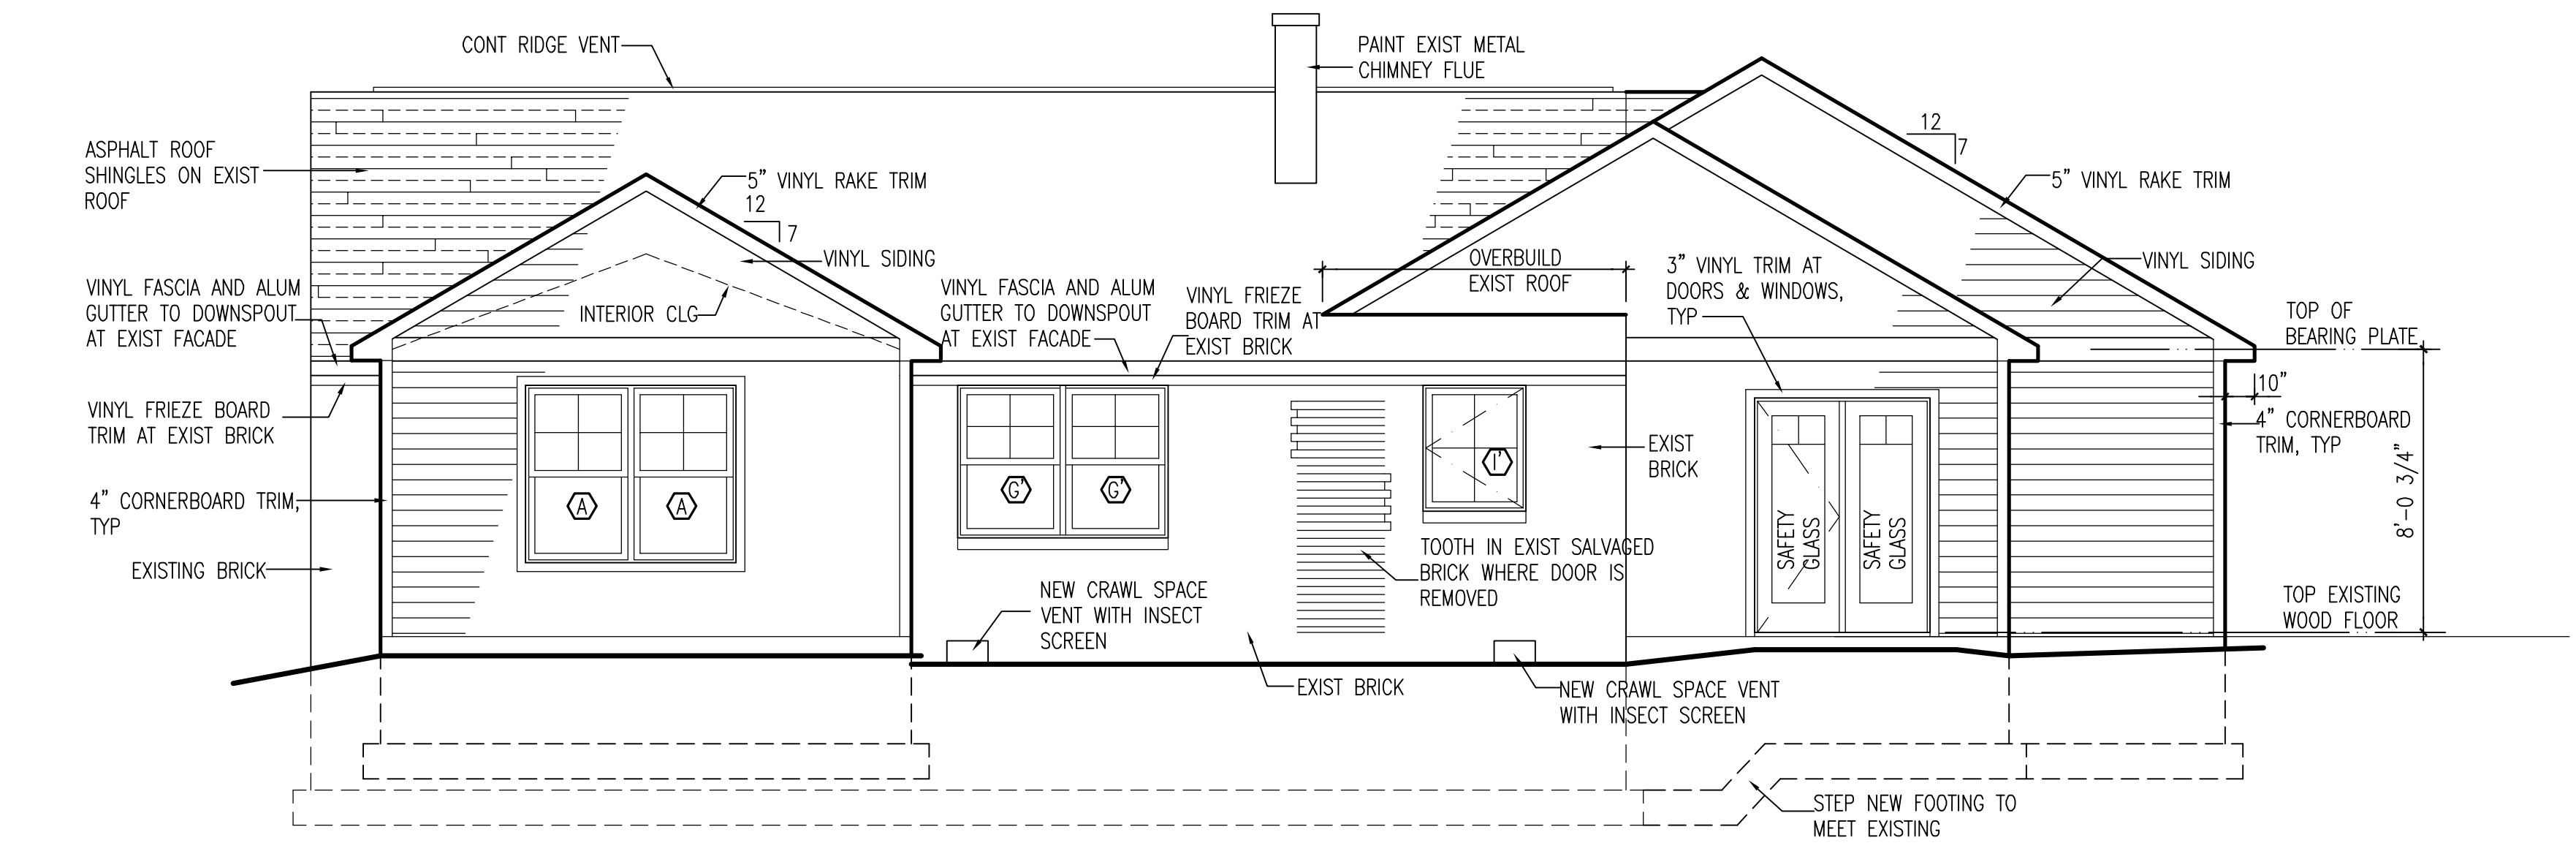 CONT RIDGE VENT
PAINT EXIST METAL
CHIMNEY FLUE
ASPHALT ROOF
SHINGLES ON EXIST
ROOF
5" VINYL RAKE TRIM
12
7
VINYL SIDING
INTERIOR CLG
12
7
5" VINYL RAKE TRIM
VINYL SIDING
OVERBUILD
EXIST ROOF
3" VINYL TRIM AT
DOORS & WINDOWS,
TYP
VINYL FASCIA AND ALUM
GUTTER TO DOWNSPOUT
AT EXIST FACADE
VINYL FASCIA AND ALUM
GUTTER TO DOWNSPOUT
AT EXIST FACADE
VINYL FRIEZE
BOARD TRIM AT
EXIST BRICK
TOP OF
BEARING PLATE
10"
4" CORNERBOARD
TRIM, TYP
8'-0 3/4"
VINYL FRIEZE BOARD
TRIM AT EXIST BRICK
4" CORNERBOARD TRIM,
TYP
EXISTING BRICK
A
A
G'
G'
I'
EXIST
BRICK
SAFETY
GLASS
SAFETY
GLASS
TOOTH IN EXIST SALVAGED
BRICK WHERE DOOR IS
REMOVED
NEW CRAWL SPACE
VENT WITH INSECT
SCREEN
TOP EXISTING
WOOD FLOOR
EXIST BRICK
NEW CRAWL SPACE VENT
WITH INSECT SCREEN
STEP NEW FOOTING TO
MEET EXISTING